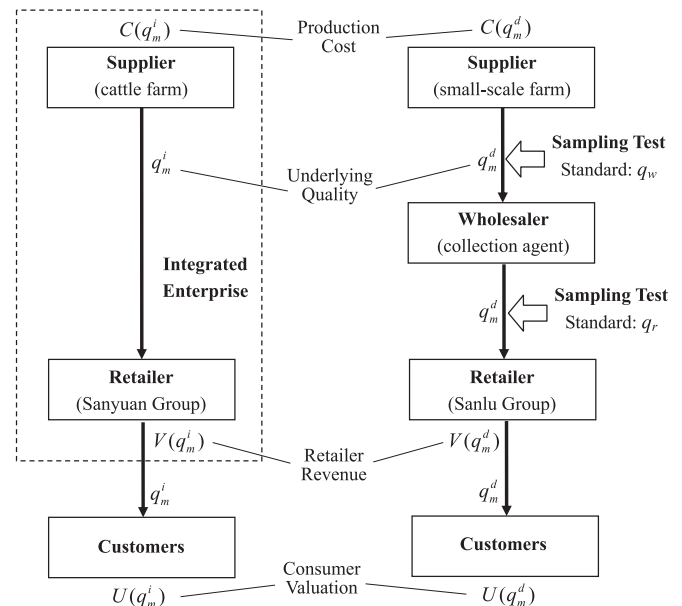 C(q_m^i)
Production
Cost
C(q_m^d)
Supplier
(cattle farm)
Supplier
(small-scale farm)
q_m^i
Underlying
Quality
q_m^d
Sampling Test
Standard: q_w
Wholesaler
(collection agent)
Integrated
Enterprise
q_m^d
Sampling Test
Standard: q_r
Retailer
(Sanyuan Group)
Retailer
(Sanlu Group)
V(q_m^i)
Retailer
Revenue
V(q_m^d)
q_m^i
q_m^d
Customers
Customers
U(q_m^i)
Consumer
Valuation
U(q_m^d)